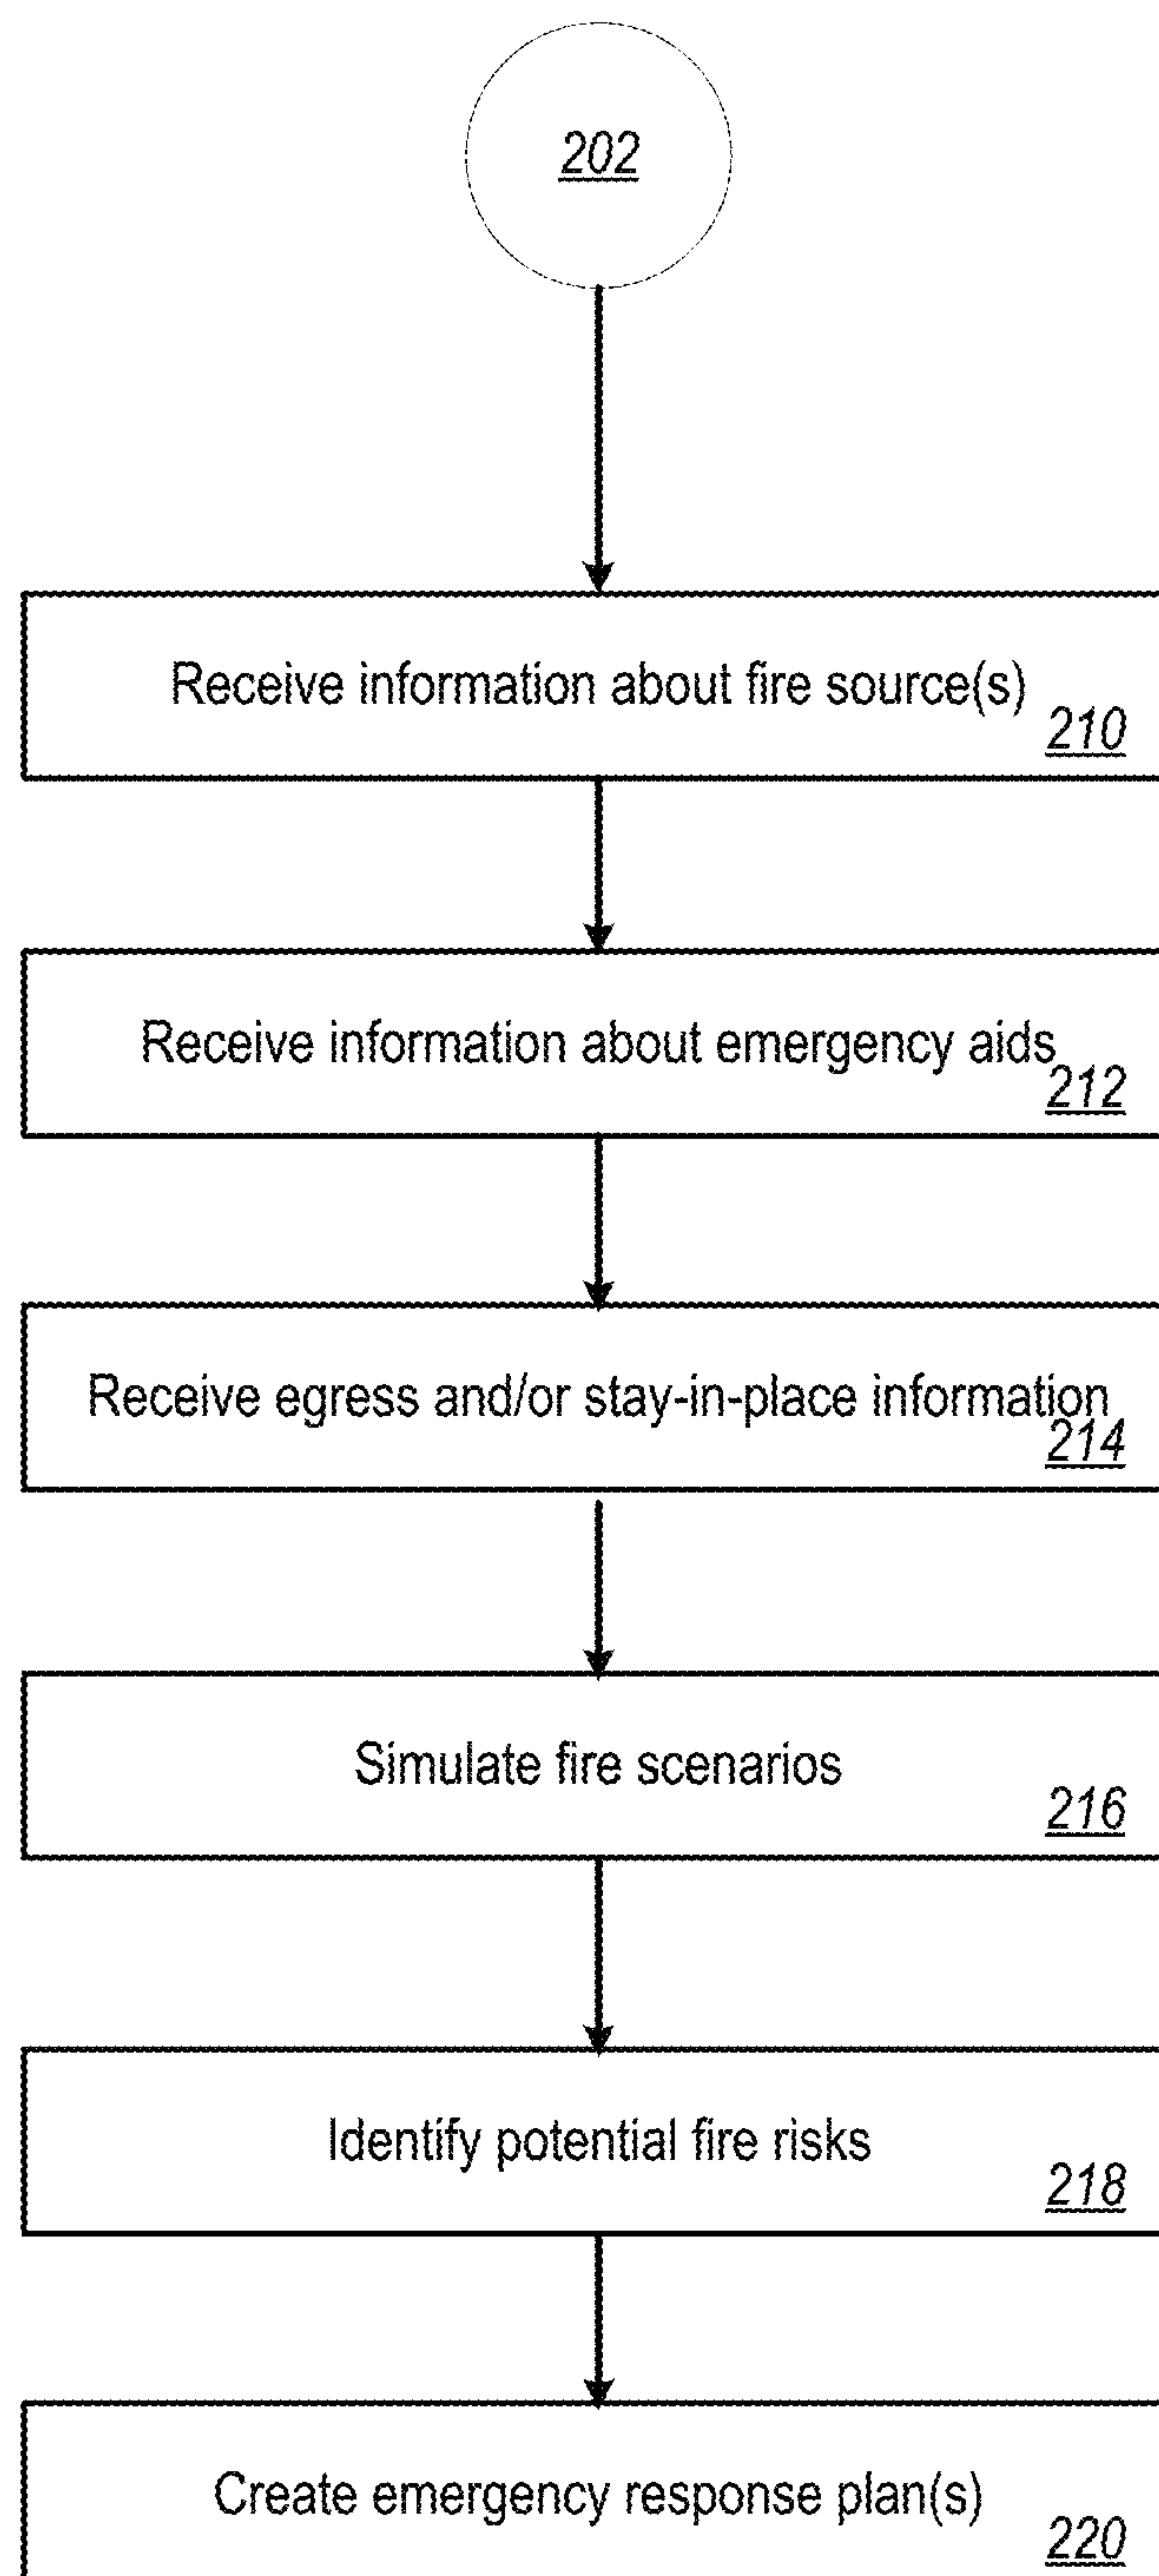 202
Receive information about fire source(s)
210
Receive information about emergency aids
212
Receive egress and/or stay-in-place information
214
Simulate fire scenarios
216
Identify potential fire risks
218
Create emergency response plan(s)
220